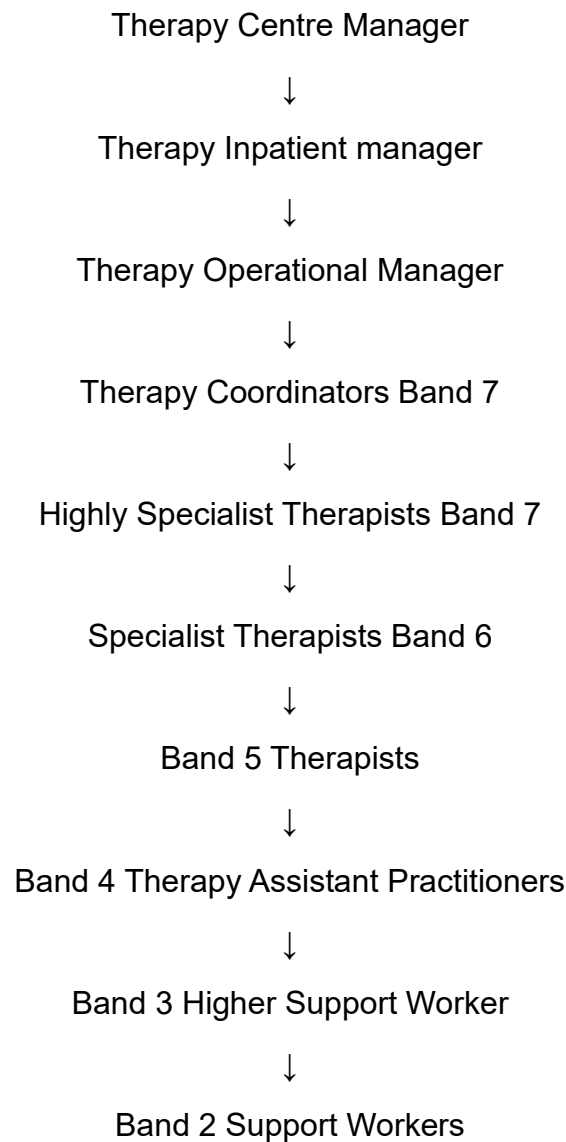 Therapy Centre Manager
↓
Therapy Inpatient manager
↓
Therapy Operational Manager
↓
Therapy Coordinators Band 7
↓
Highly Specialist Therapists Band 7
↓
Specialist Therapists Band 6
↓
Band 5 Therapists
↓
Band 4 Therapy Assistant Practitioners
↓
Band 3 Higher Support Worker
↓
Band 2 Support Workers